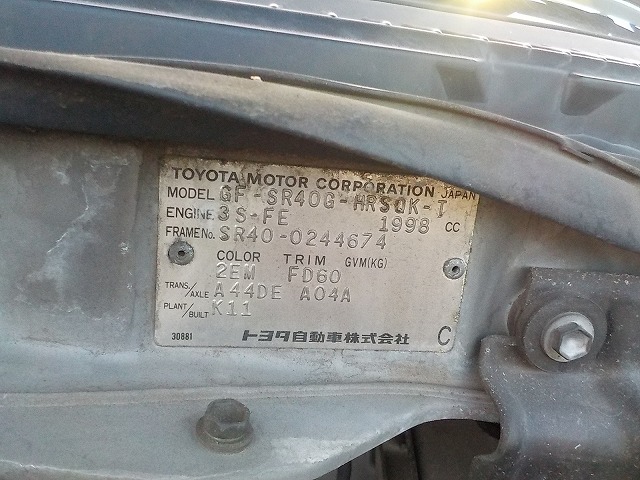 TOYOTA MOTOR CORPORATION JAPAN
MODEL GF-SR40G-HRSQK-T
ENGINE 3S-FE 1998 CC
FRAME No. SR40-0244674
COLOR TRIM GVM(KG)
2EM FD60
TRANS./AXLE A44DE A04A
PLANT/BUILT K11
30881 トヨタ自動車株式会社 C